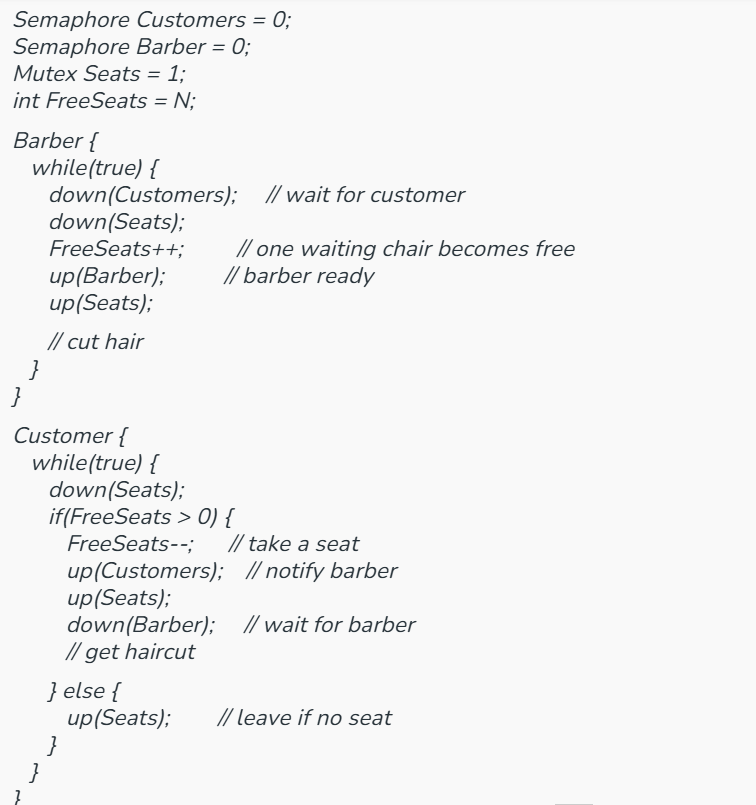 Semaphore Customers = 0;
Semaphore Barber = 0;
Mutex Seats = 1;
int FreeSeats = N;
Barber {
while(true) {
down(Customers); // wait for customer
down(Seats);
FreeSeats++; // one waiting chair becomes free
up(Barber); // barber ready
up(Seats);
// cut hair
}
}
Customer {
while(true) {
down(Seats);
if(FreeSeats > 0) {
FreeSeats--; // take a seat
up(Customers); // notify barber
up(Seats);
down(Barber); // wait for barber
// get haircut
} else {
up(Seats); // leave if no seat
}
}
}